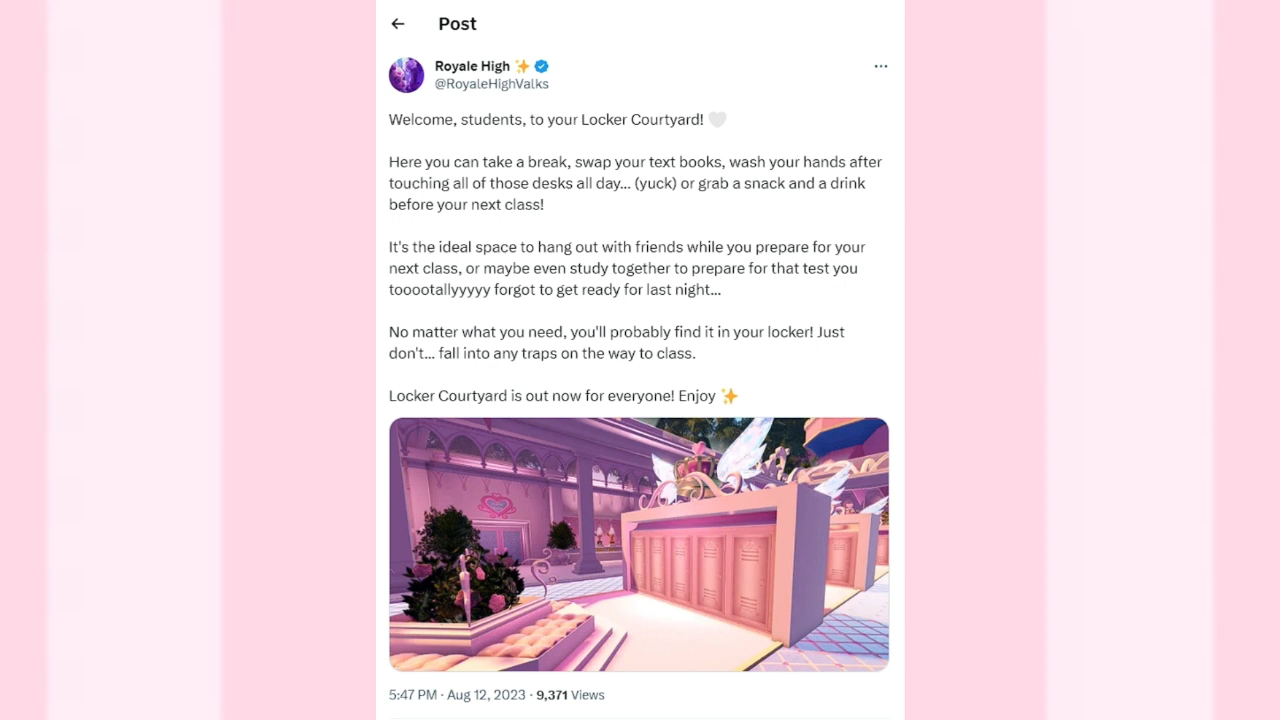 Post
Royale High ✨
@RoyaleHighValks
Welcome, students, to your Locker Courtyard! 🤍
Here you can take a break, swap your text books, wash your hands after
touching all of those desks all day... (yuck) or grab a snack and a drink
before your next class!
It's the ideal space to hang out with friends while you prepare for your
next class, or maybe even study together to prepare for that test you
tooootallyyyyy forgot to get ready for last night...
No matter what you need, you'll probably find it in your locker! Just
don't... fall into any traps on the way to class.
Locker Courtyard is out now for everyone! Enjoy ✨
5:47 PM · Aug 12, 2023 · 9,371 Views